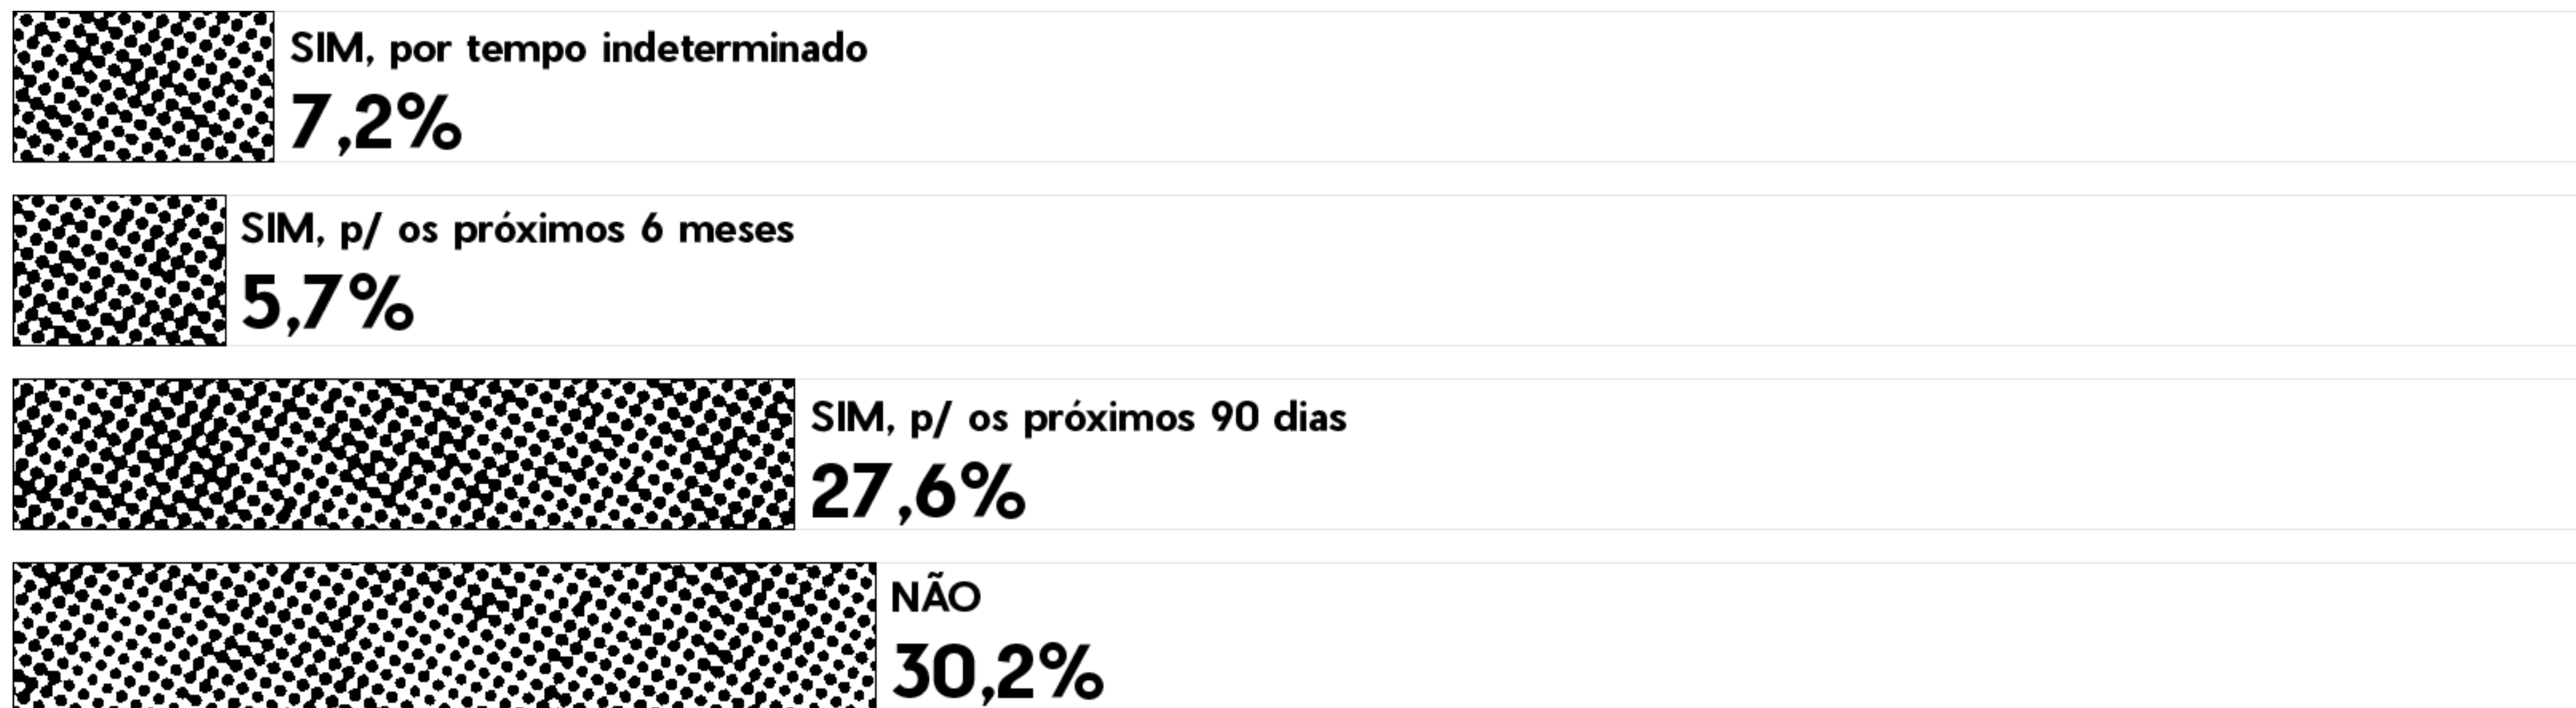 SIM, por tempo indeterminado
7,2%
SIM, p/ os próximos 6 meses
5,7%
SIM, p/ os próximos 90 dias
27,6%
NÃO
30,2%